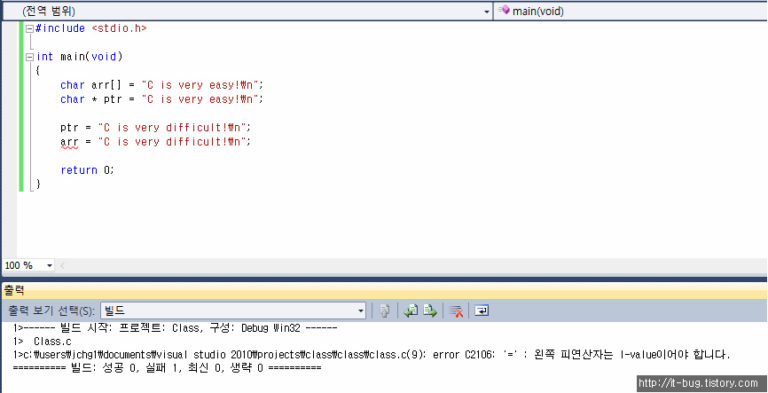 (전역 범위) main(void)
#include <stdio.h>
int main(void)
{
char arr[] = "C is very easy!₩n";
char * ptr = "C is very easy!₩n";
ptr = "C is very difficult!₩n";
arr = "C is very difficult!₩n";
return 0;
}
100 %
출력
출력 보기 선택(S): 빌드
1>------ 빌드 시작: 프로젝트: Class, 구성: Debug Win32 ------
1> Class.c
1>c:₩users₩jchgl₩documents₩visual studio 2010₩projects₩class₩class₩class.c(9): error C2106: '=' : 왼쪽 피연산자는 l-value이어야 합니다.
========== 빌드: 성공 0, 실패 1, 최신 0, 생략 0 ==========
http://it-bug.tistory.com